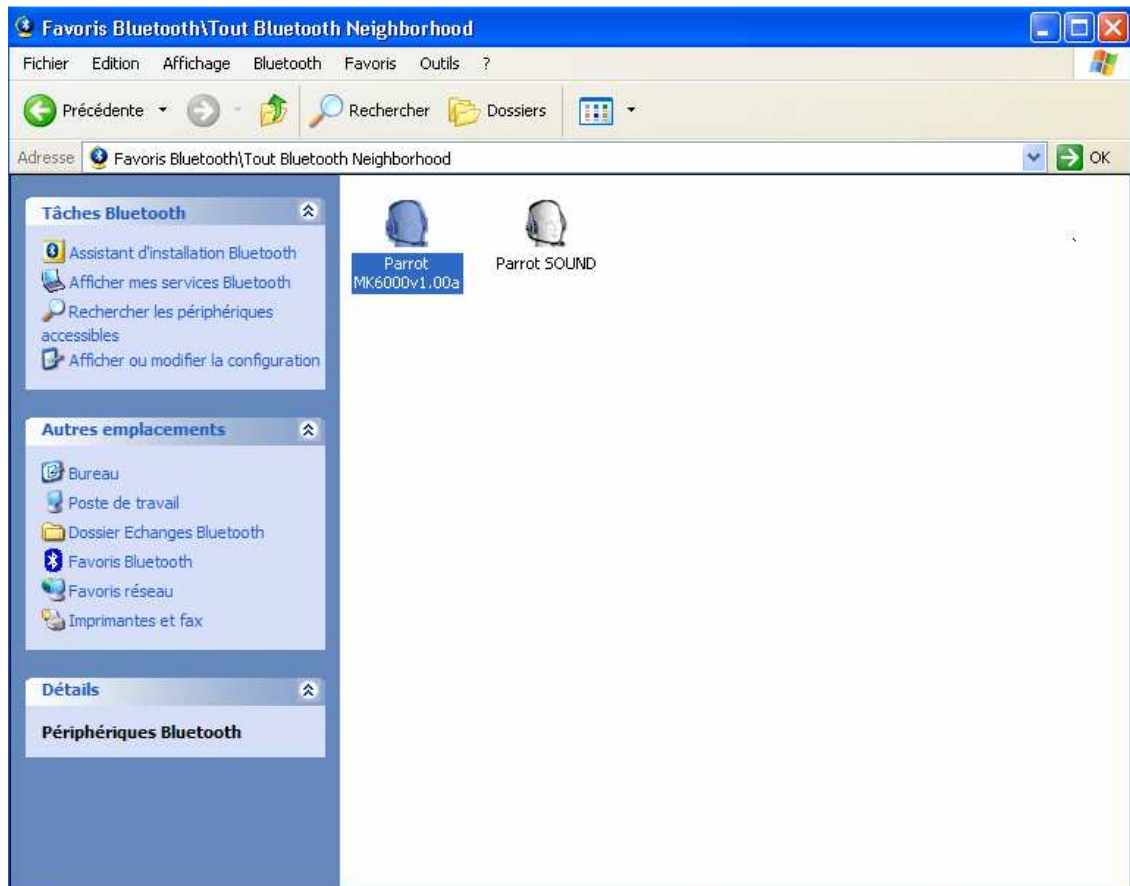 Favoris Bluetooth\Tout Bluetooth Neighborhood
Fichier Edition Affichage Bluetooth Favoris Outils ?
Précédente Rechercher Dossiers
Adresse Favoris Bluetooth\Tout Bluetooth Neighborhood OK
Tâches Bluetooth
Assistant d'installation Bluetooth
Afficher mes services Bluetooth
Rechercher les périphériques
accessibles
Afficher ou modifier la configuration
Autres emplacements
Bureau
Poste de travail
Dossier Echanges Bluetooth
Favoris Bluetooth
Favoris réseau
Imprimantes et fax
Détails
Périphériques Bluetooth
Parrot
MK6000v1.00a
Parrot SOUND